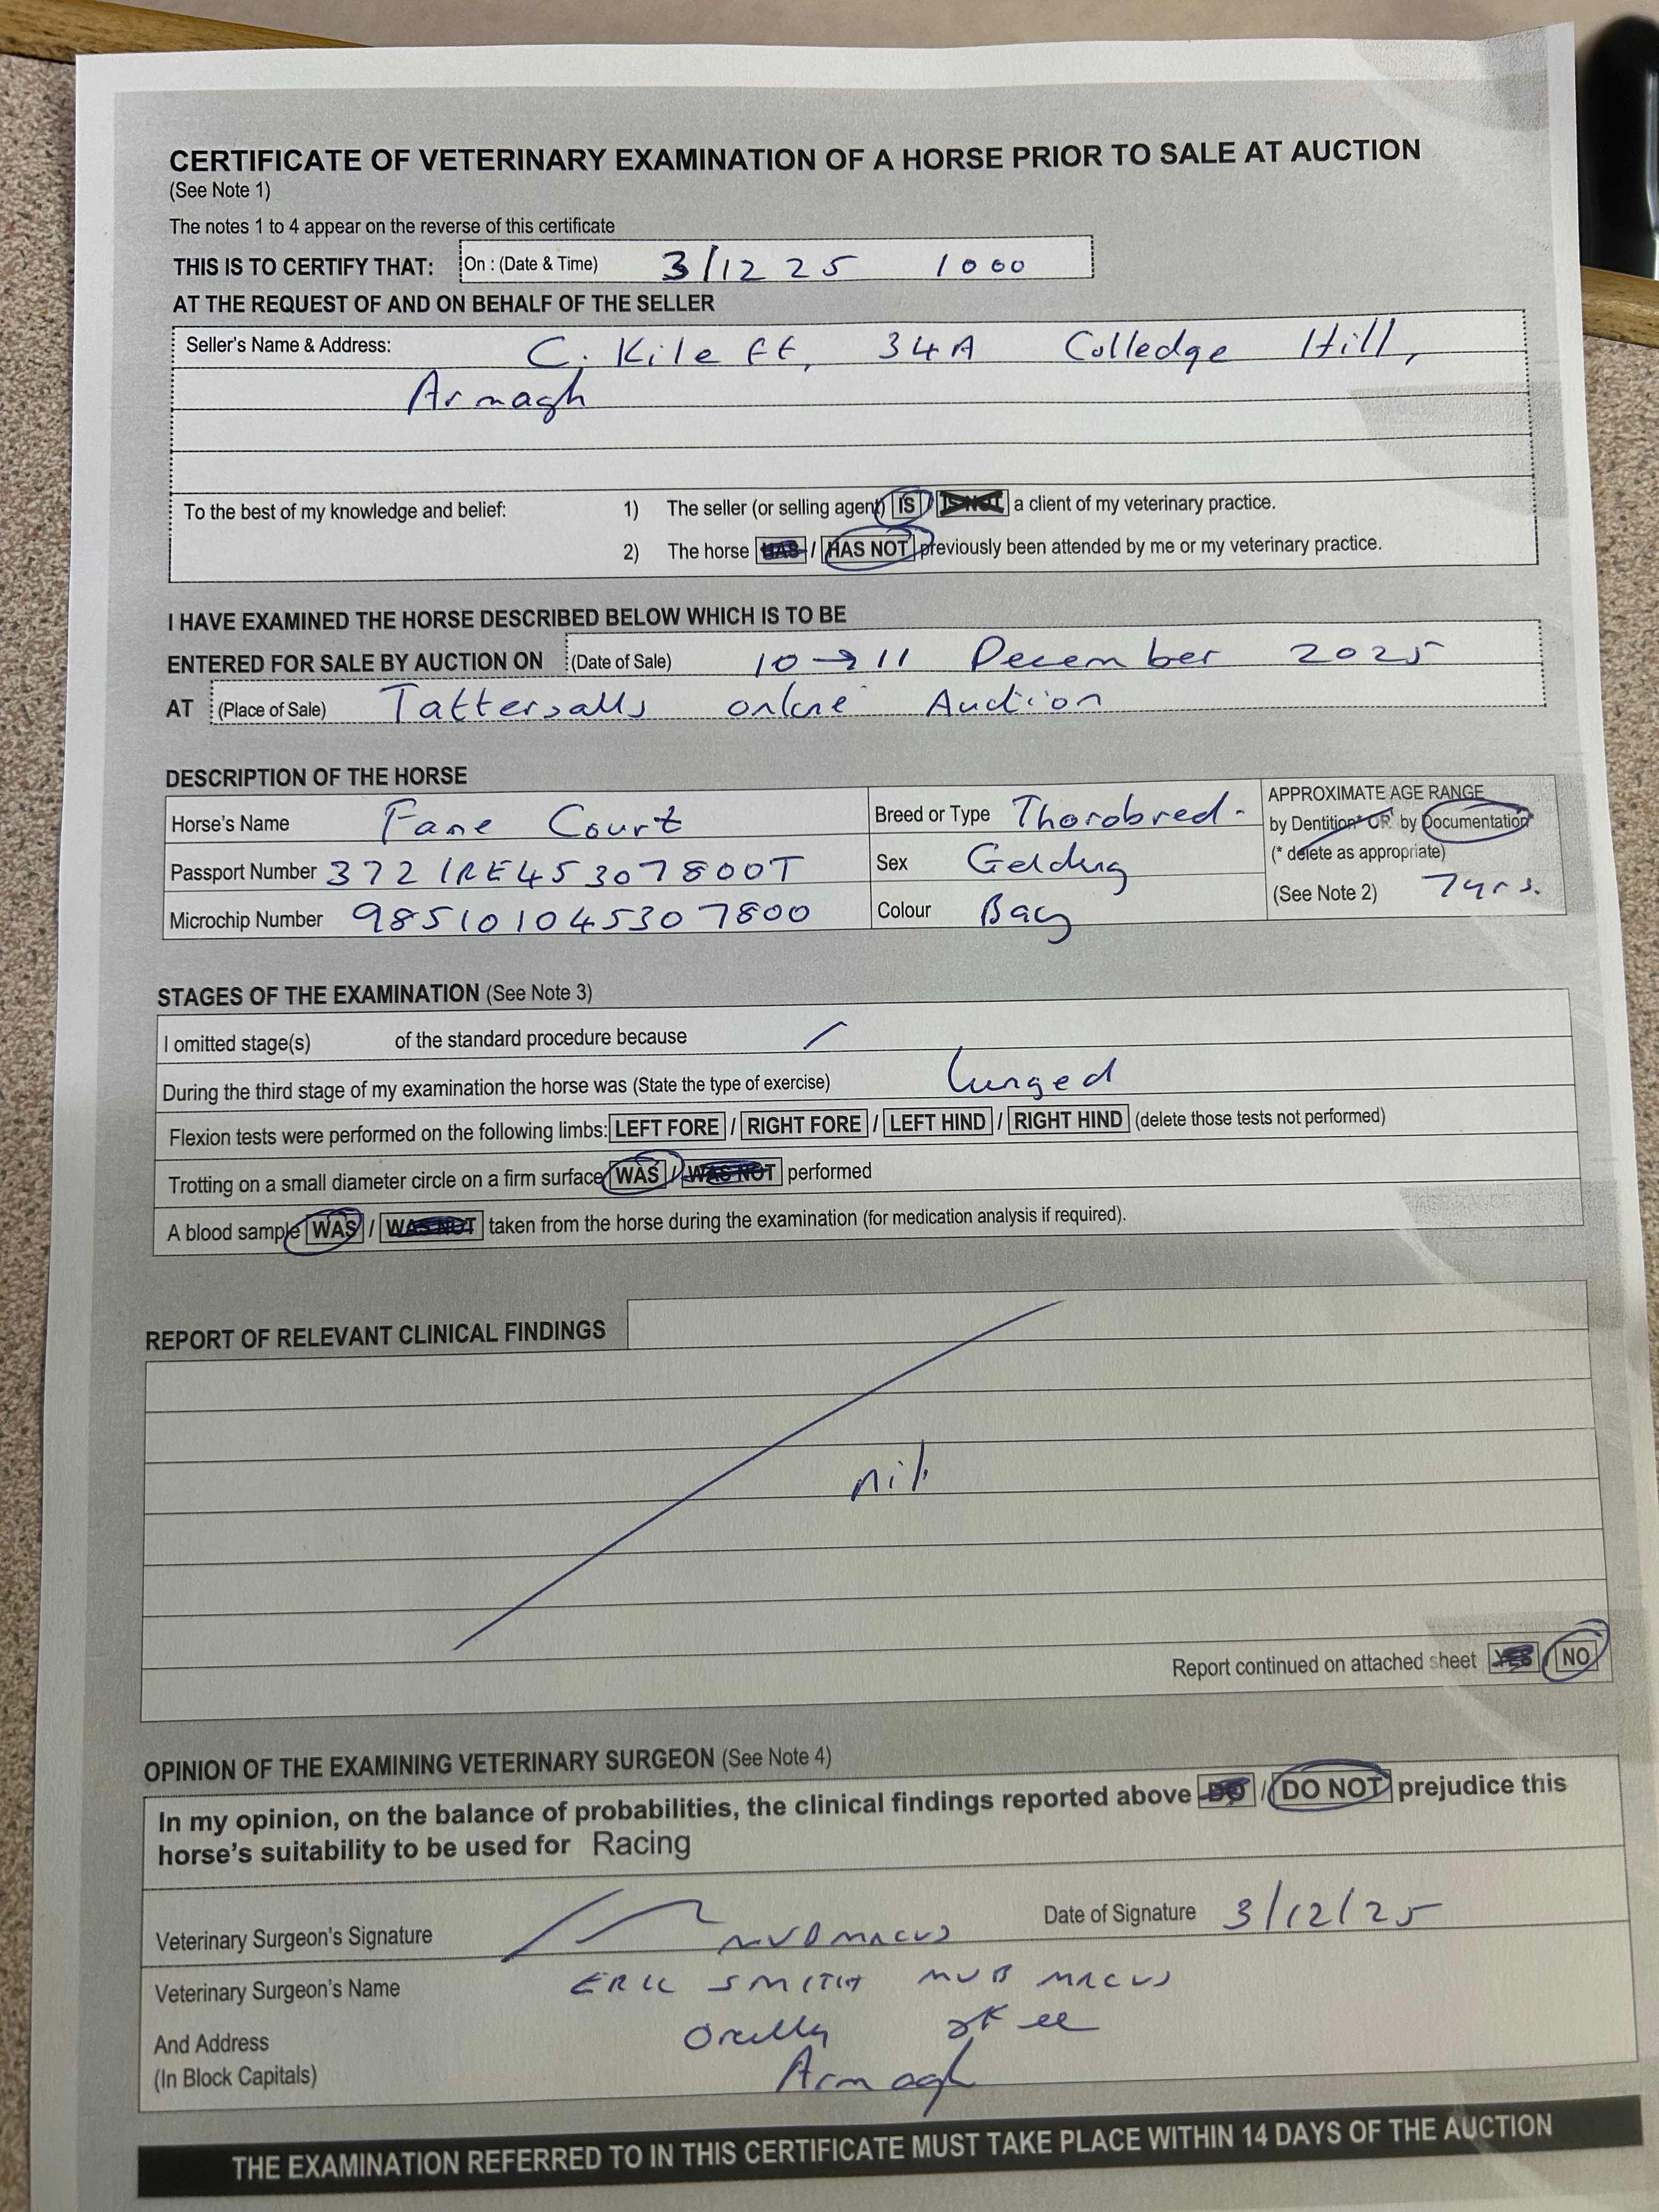 CERTIFICATE OF VETERINARY EXAMINATION OF A HORSE PRIOR TO SALE AT AUCTION
(See Note 1)
The notes 1 to 4 appear on the reverse of this certificate
THIS IS TO CERTIFY THAT: On : (Date & Time) 3/12 25 1000
AT THE REQUEST OF AND ON BEHALF OF THE SELLER
Seller's Name & Address: C. 34A Colledge Hill,
Armagh
To the best of my knowledge and belief: 1) The seller (or selling agent) IS / IS NOT a client of my veterinary practice.
2) The horse HAS / HAS NOT previously been attended by me or my veterinary practice.
I HAVE EXAMINED THE HORSE DESCRIBED BELOW WHICH IS TO BE
ENTERED FOR SALE BY AUCTION ON (Date of Sale) 10 → 11 December 2025
AT (Place of Sale) Tattersalls online Auction
DESCRIPTION OF THE HORSE
Horse's Name Fane Court
Passport Number 372 IRE45307800T
Microchip Number 985101045307800
Breed or Type Thorobred -
Sex Gelding
Colour Bay
APPROXIMATE AGE RANGE
by Dentition* OR by Documentation*
(* delete as appropriate)
(See Note 2) 7yrs.
STAGES OF THE EXAMINATION (See Note 3)
I omitted stage(s) of the standard procedure because
During the third stage of my examination the horse was (State the type of exercise) lunged
Flexion tests were performed on the following limbs: LEFT FORE / RIGHT FORE / LEFT HIND / RIGHT HIND (delete those tests not performed)
Trotting on a small diameter circle on a firm surface WAS / WAS NOT performed
A blood sample WAS / WAS NOT taken from the horse during the examination (for medication analysis if required).
REPORT OF RELEVANT CLINICAL FINDINGS
nil
Report continued on attached sheet YES / NO
OPINION OF THE EXAMINING VETERINARY SURGEON (See Note 4)
In my opinion, on the balance of probabilities, the clinical findings reported above DO / DO NOT prejudice this
horse's suitability to be used for Racing
Veterinary Surgeon's Signature MVB MRCVS Date of Signature 3/12/25
Veterinary Surgeon's Name ERIC SMITH MVB MRCVS
And Address
(In Block Capitals)
Armagh
THE EXAMINATION REFERRED TO IN THIS CERTIFICATE MUST TAKE PLACE WITHIN 14 DAYS OF THE AUCTION